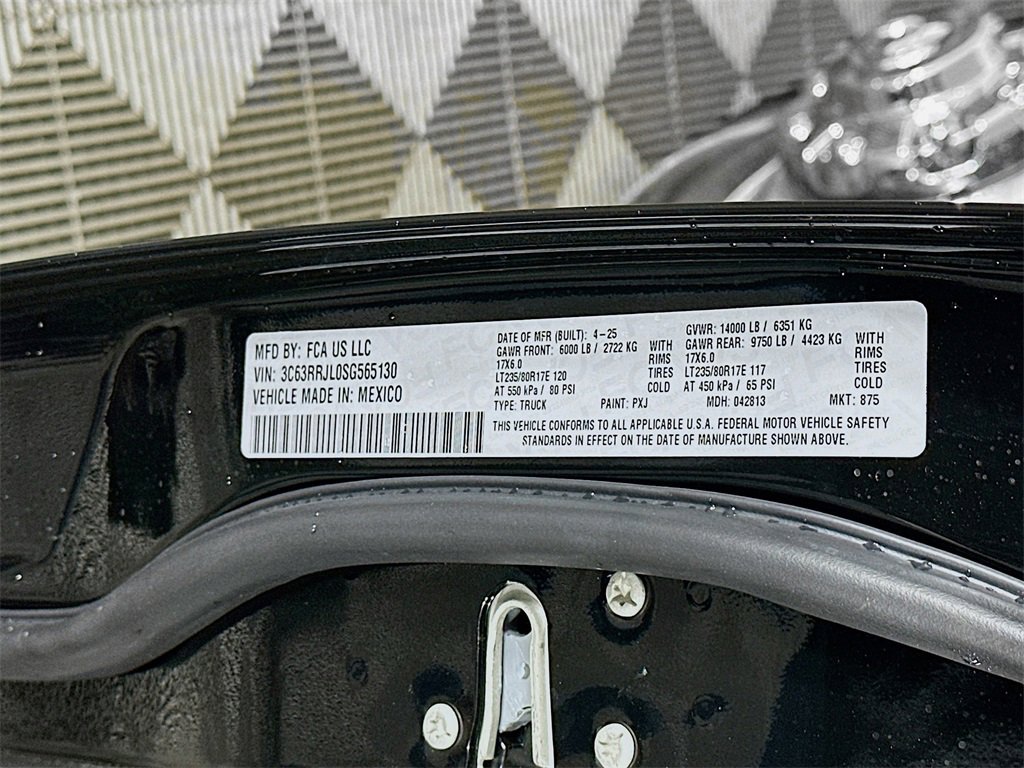 MFD BY: FCA US LLC
VIN: 3C63RRJL0SG565130
VEHICLE MADE IN: MEXICO
DATE OF MFR (BUILT): 4-25
GAWR FRONT: 6000 LB / 2722 KG WITH
17X6.0 RIMS
LT235/80R17E 120 TIRES
AT 550 kPa / 80 PSI COLD
TYPE: TRUCK PAINT: PXJ
GVWR: 14000 LB / 6351 KG
GAWR REAR: 9750 LB / 4423 KG WITH
17X6.0 RIMS
LT235/80R17E 117 TIRES
AT 450 kPa / 65 PSI COLD
MDH: 042813 MKT: 875
THIS VEHICLE CONFORMS TO ALL APPLICABLE U.S.A. FEDERAL MOTOR VEHICLE SAFETY
STANDARDS IN EFFECT ON THE DATE OF MANUFACTURE SHOWN ABOVE.